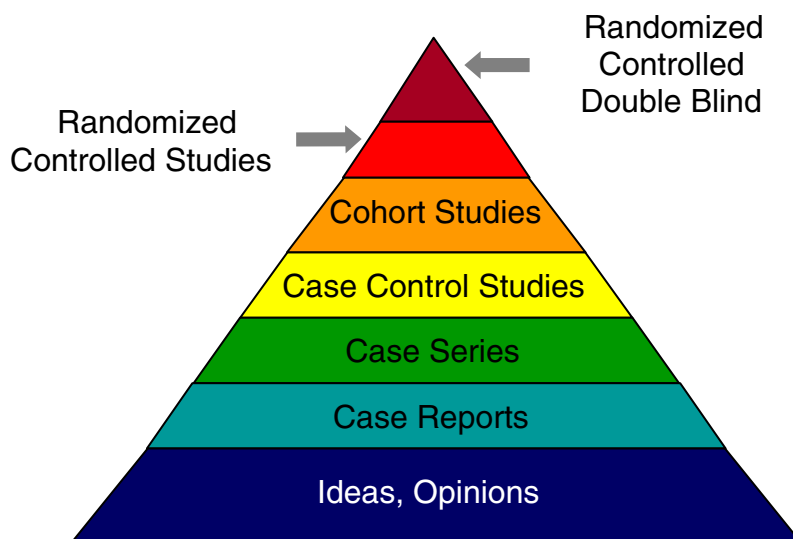 Randomized
Controlled
Double Blind
Randomized
Controlled Studies
Cohort Studies
Case Control Studies
Case Series
Case Reports
Ideas, Opinions